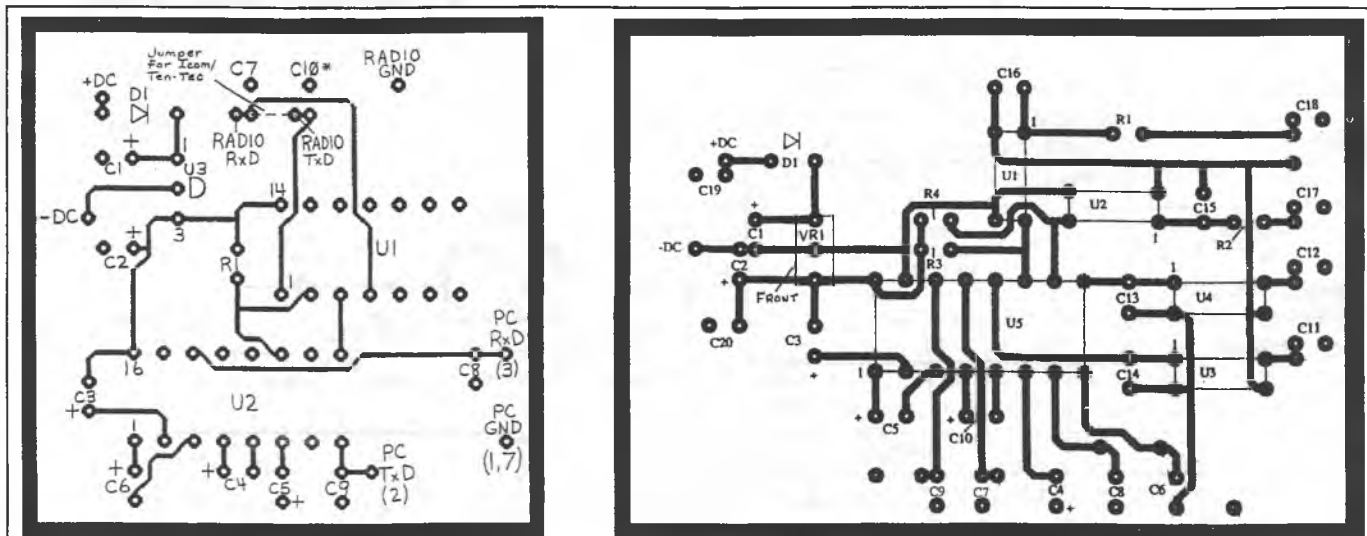 Jumper
For Icom/
Ten-Tec
C7
C10*
RADIO
GND
+DC
D1
RADIO
RxD
RADIO
TxD
+
C1
1
U3
D
-DC
14
3
U1
+
C2
R
1
PC
RxD
(3)
16
C8
C3
+
U2
PC
GND
(1,7)
1
+
C6
+
C4
C5
+
C9
PC
TxD
(2)
C16
C18
1
R1
+DC
D1
C19
U1
R4
U2
C17
+
C1
VR1
C15
1
R2
-DC
1
C2
R3
C12
+
FRONT
1
C13
U4
C20
C3
U5
C11
1
+
1
C14
U3
+
C5
+
C10
C9
C7
C4
+
C8
C6